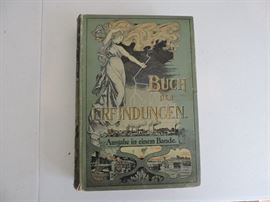 BUCH
DER
ERFINDUNGEN.
Ausgabe in einem Bande.